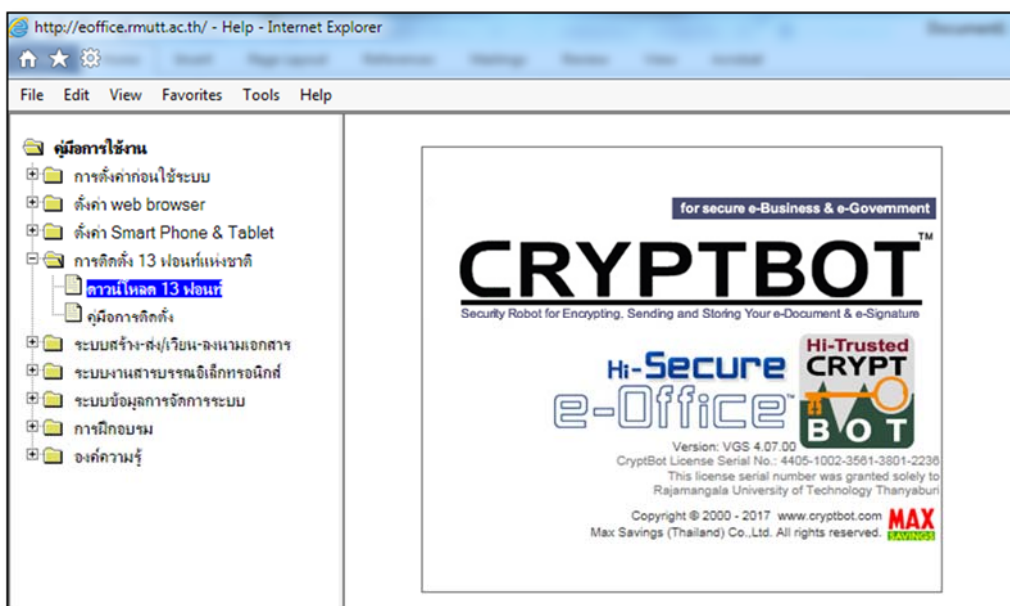 http://eoffice.rmutt.ac.th/ - Help - Internet Explorer
File Edit View Favorites Tools Help
คู่มือการใช้งาน
การตั้งค่าก่อนใช้ระบบ
ตั้งค่า web browser
ตั้งค่า Smart Phone & Tablet
การติดตั้ง 13 ฟอนท์แห่งชาติ
ดาวน์โหลด 13 ฟอนท์
คู่มือการติดตั้ง
ระบบสร้าง-ส่ง/เวียน-ลงนามเอกสาร
ระบบงานสารบรรณอิเล็กทรอนิกส์
ระบบข้อมูลการจัดการระบบ
การฝึกอบรม
องค์ความรู้
for secure e-Business & e-Government
CRYPTBOT™
Security Robot for Encrypting, Sending and Storing Your e-Document & e-Signature
Hi-Secure
e-Office™
Hi-Trusted
CRYPT
BOT
Version: VGS 4.07.00
CryptBot License Serial No.: 4405-1002-3561-3801-2236
This license serial number was granted solely to
Rajamangala University of Technology Thanyaburi
Copyright © 2000 - 2017 www.cryptbot.com
Max Savings (Thailand) Co.,Ltd. All rights reserved.
MAX
SAVINGS